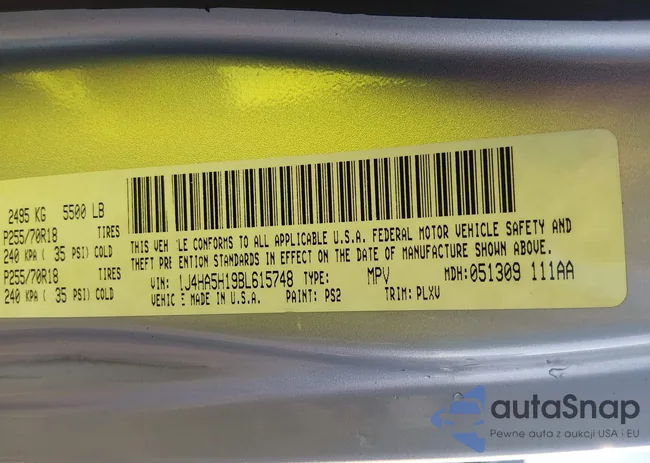 2495 KG 5500 LB
P255/70R18 TIRES
240 KPA ( 35 PSI) COLD
P255/70R18 TIRES
240 KPA ( 35 PSI) COLD
THIS VEH 'LE CONFORMS TO ALL APPLICABLE U.S.A. FEDERAL MOTOR VEHICLE SAFETY AND
THEFT PRE ENTION STANDARDS IN EFFECT ON THE DATE OF MANUFACTURE SHOWN ABOVE.
VIN: 1J4HA5H19BL615748 TYPE: MPV MDH: 051309 111AA
VEHIC E MADE IN U.S.A. PAINT: PS2 TRIM: PLXV
autaSnap
Pewne auta z aukcji USA i EU